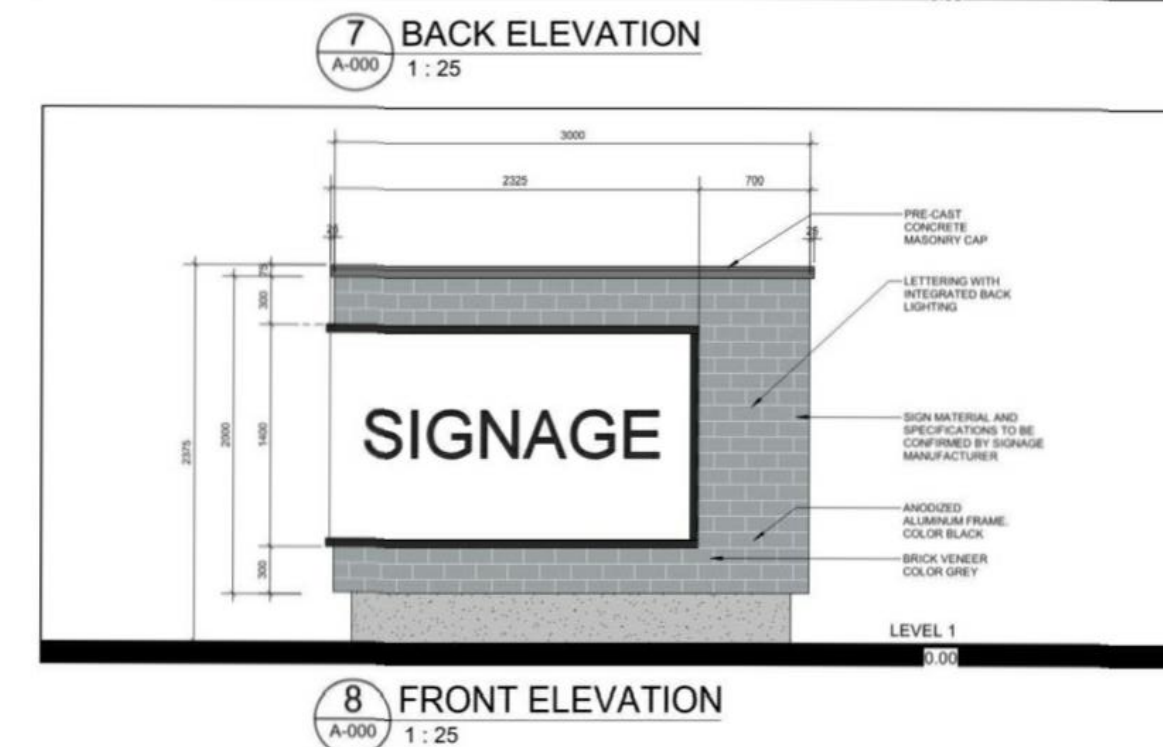 7
A-000
BACK ELEVATION
1 : 25
3000
2325
700
25
25
PRE-CAST
CONCRETE
MASONRY CAP
75
300
LETTERING WITH
INTEGRATED BACK
LIGHTING
SIGNAGE
2375
2000
1400
SIGN MATERIAL AND
SPECIFICATIONS TO BE
CONFIRMED BY SIGNAGE
MANUFACTURER
ANODIZED
ALUMINUM FRAME.
COLOR BLACK
300
BRICK VENEER
COLOR GREY
LEVEL 1
0.00
8
A-000
FRONT ELEVATION
1 : 25